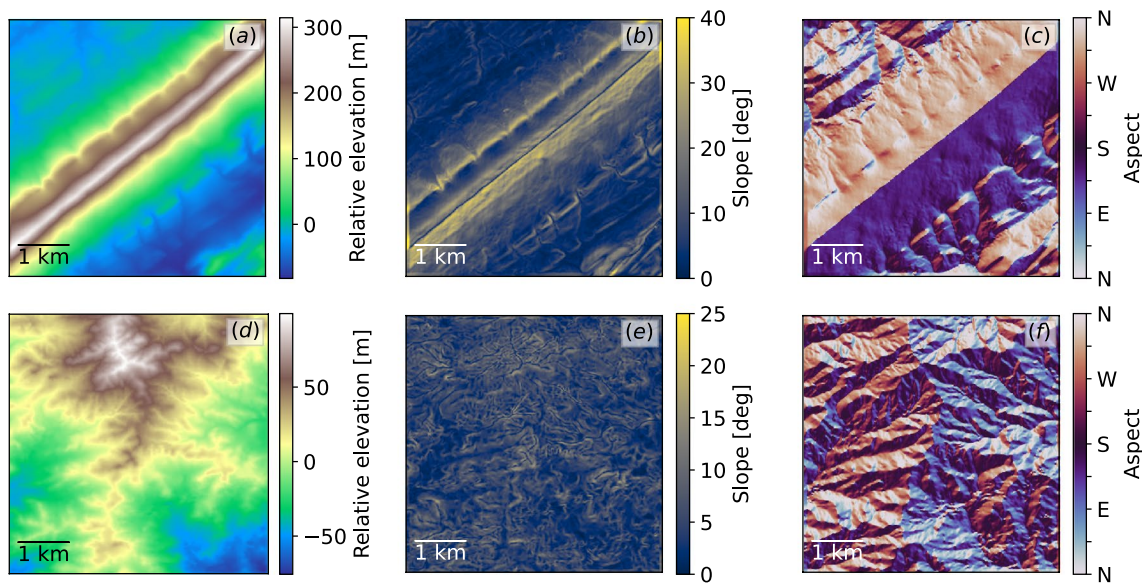 (a)
1 km
300
200
100
0
Relative elevation [m]
(b)
1 km
40
30
20
10
0
Slope [deg]
(c)
1 km
N
W
S
E
N
Aspect
(d)
1 km
50
0
−50
Relative elevation [m]
(e)
1 km
25
20
15
10
5
0
Slope [deg]
(f)
1 km
N
W
S
E
N
Aspect